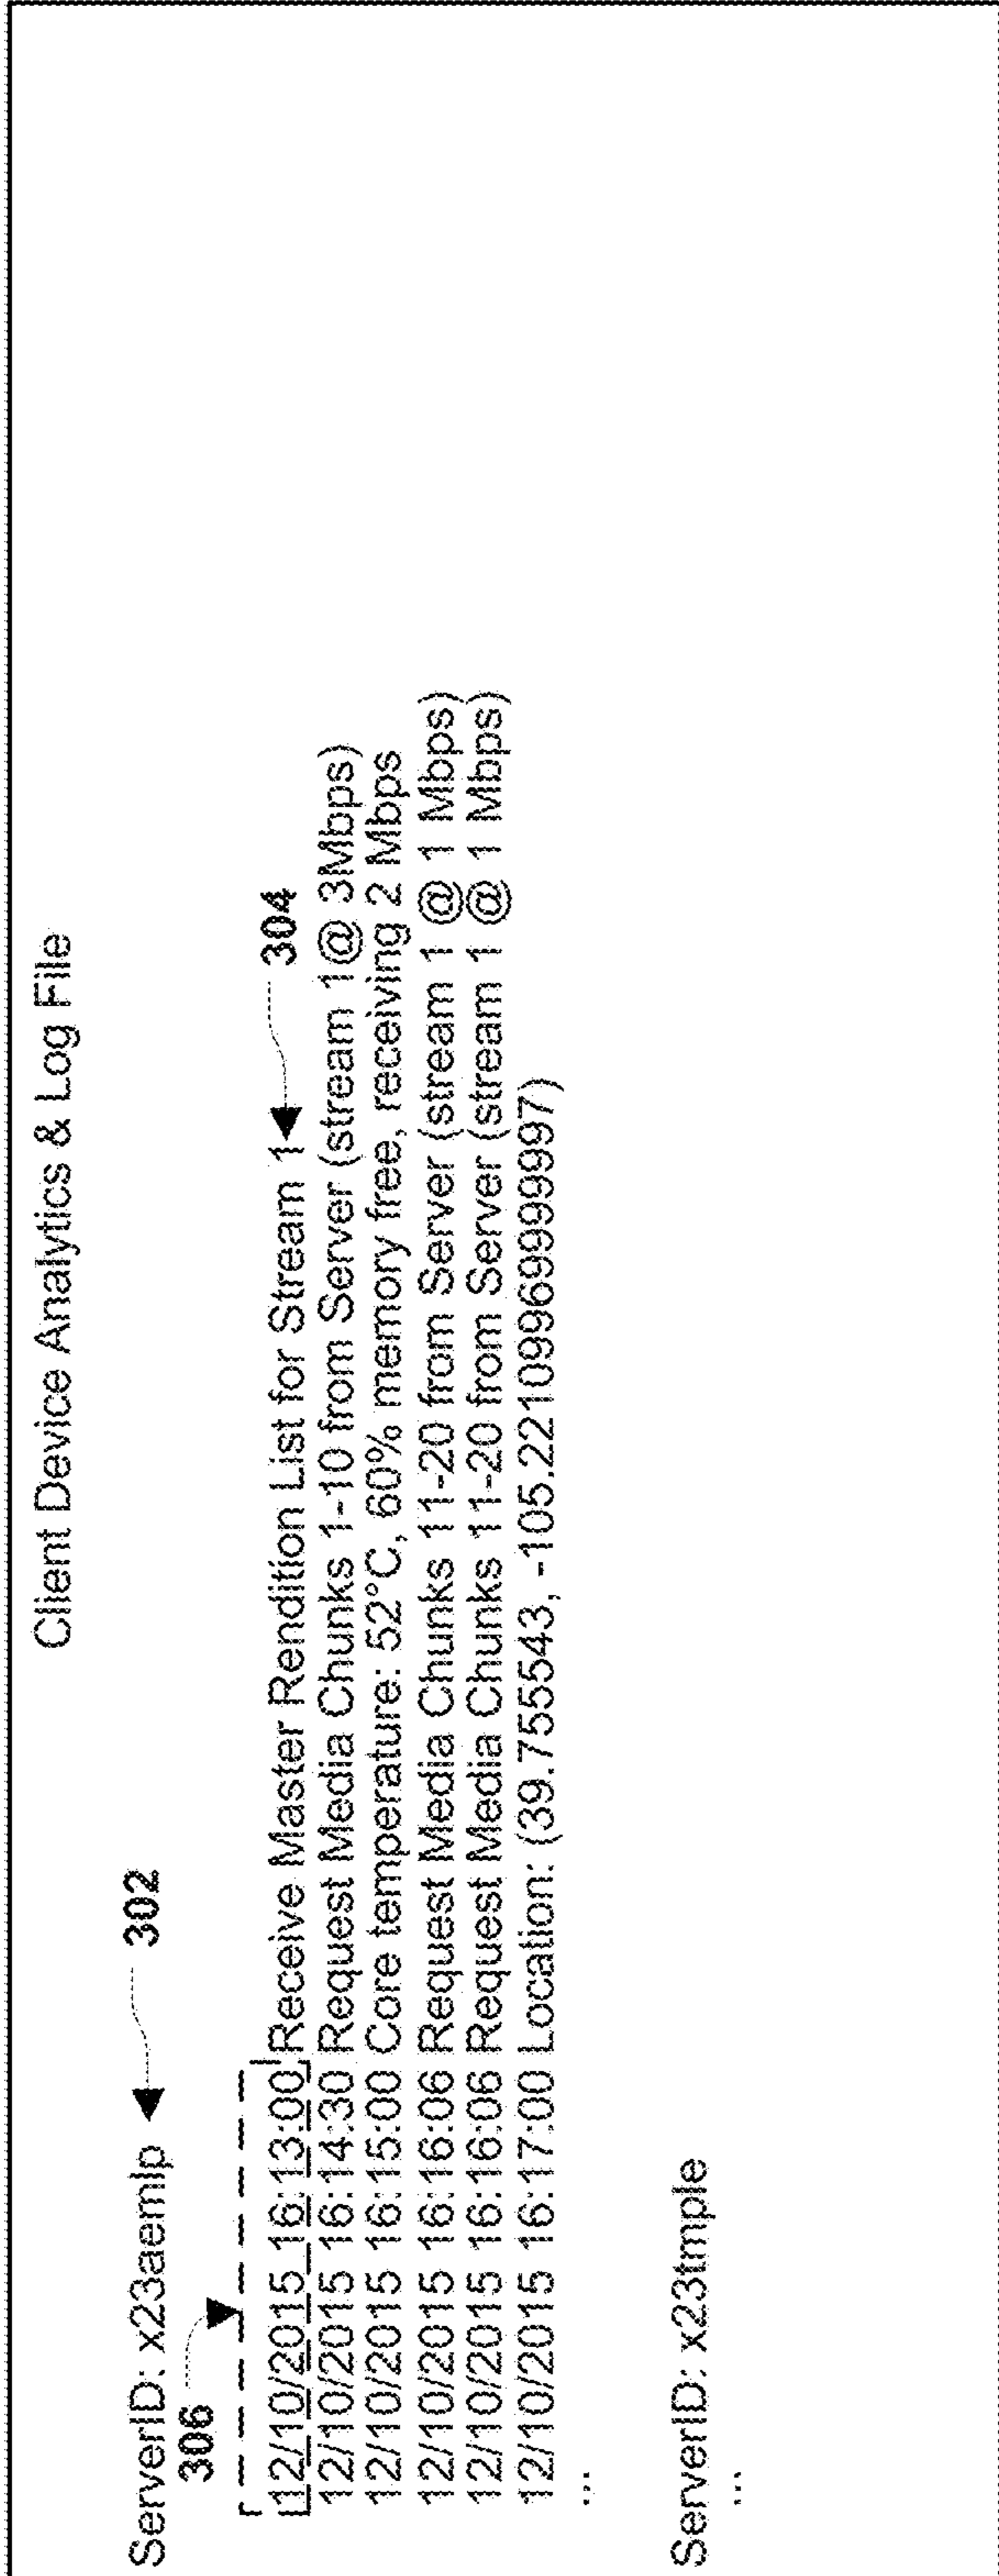 Client Device Analytics & Log File
ServerID: x23aemlp
302
306
304
12/10/2015 16:13:00 Receive Master Rendition List for Stream 1
12/10/2015 16:14:30 Request Media Chunks 1-10 from Server (stream 1@ 3Mbps)
12/10/2015 16:15:00 Core temperature: 52°C, 60% memory free, receiving 2 Mbps
12/10/2015 16:16:06 Request Media Chunks 11-20 from Server (stream 1 @ 1 Mbps)
12/10/2015 16:16:06 Request Media Chunks 11-20 from Server (stream 1 @ 1 Mbps)
12/10/2015 16:17:00 Location: (39.755543, -105.2210996999997)
...
ServerID: x23tmple
...